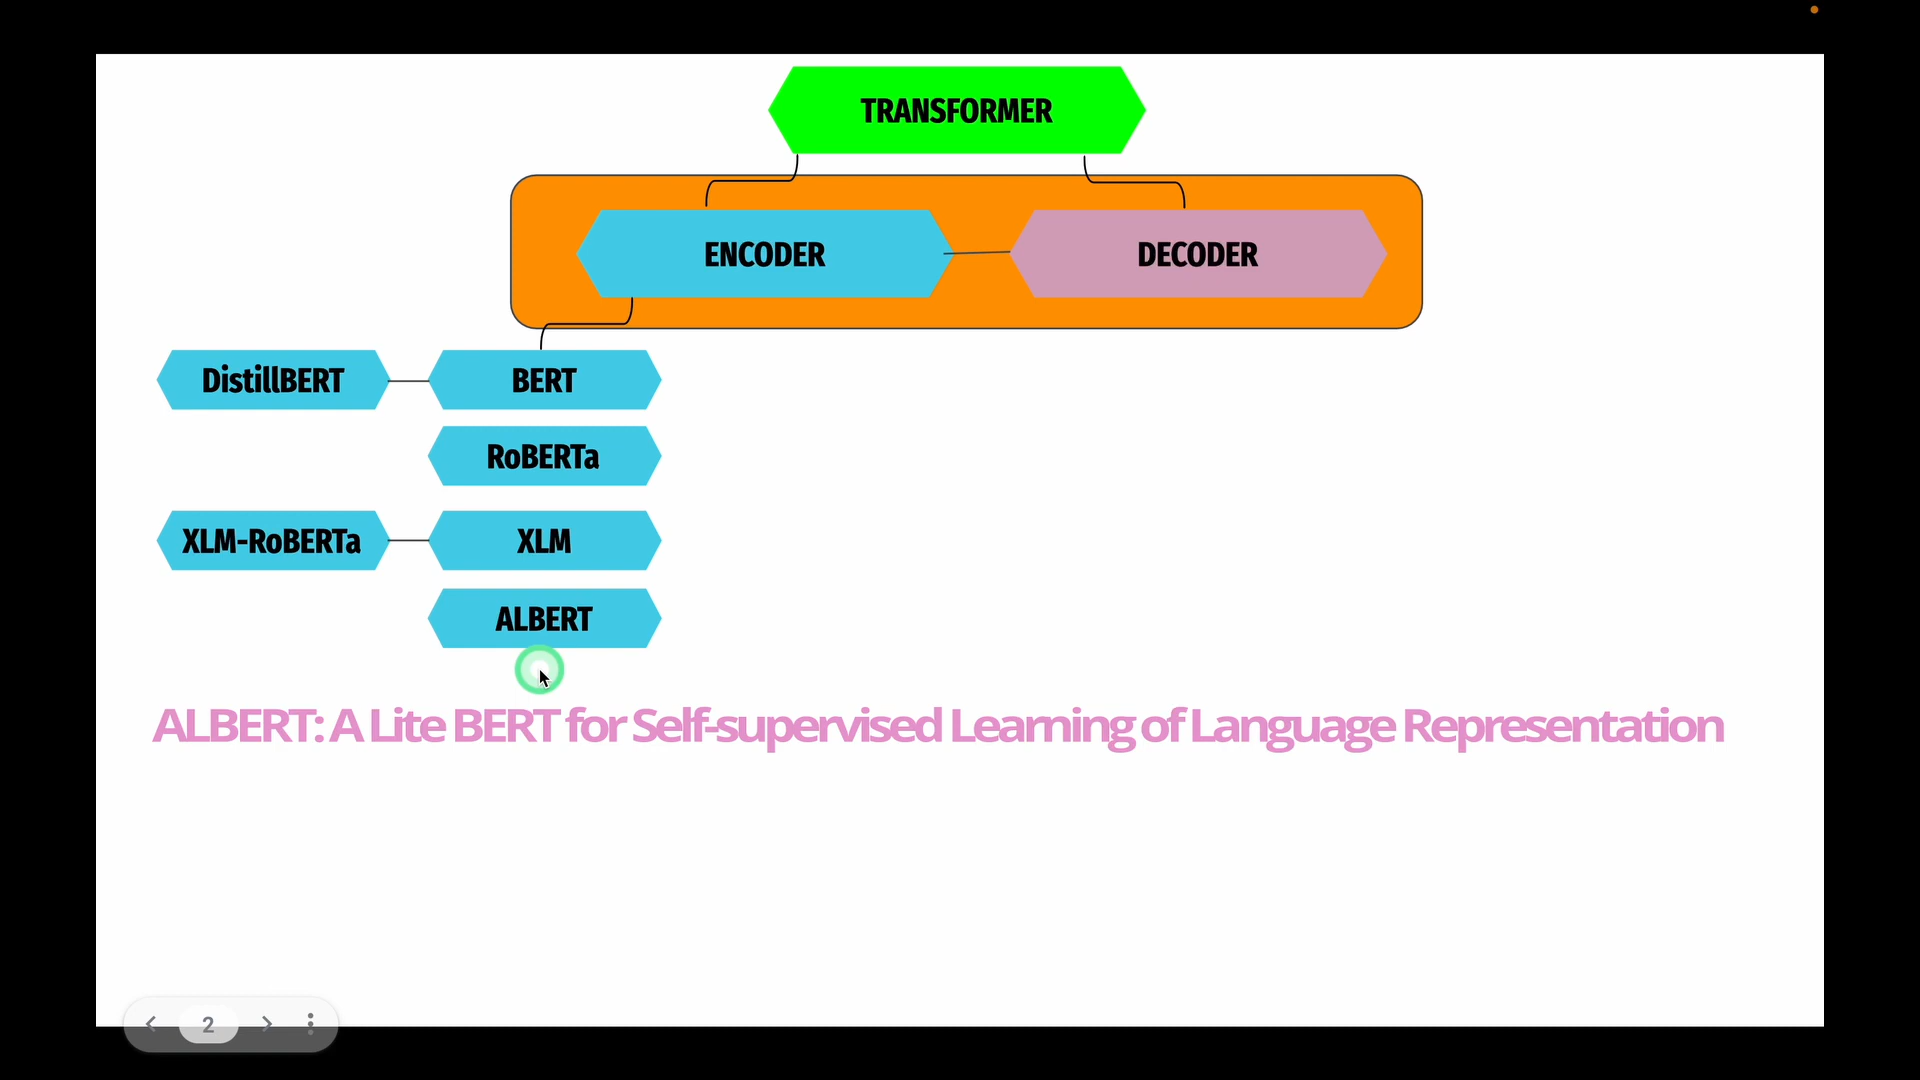 TRANSFORMER
ENCODER
DECODER
DistillBERT
BERT
RoBERTa
XLM-RoBERTa
XLM
ALBERT
ALBERT: A Lite BERT for Self-supervised Learning of Language Representation
2